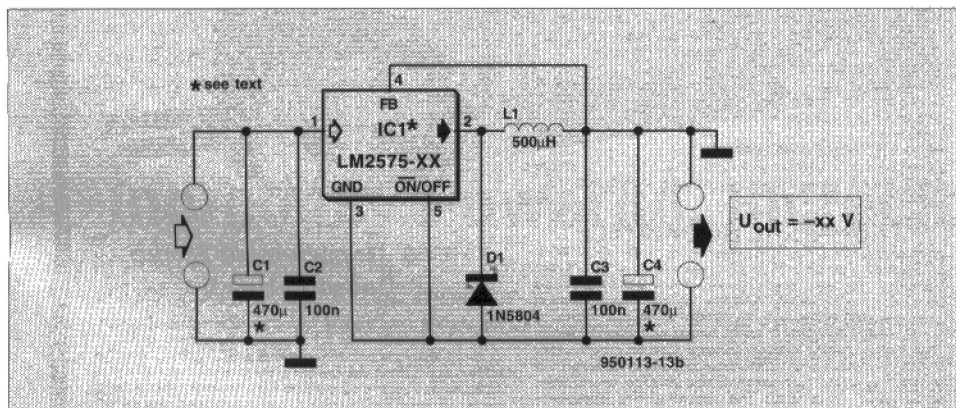 * see text
4
FB
1
IC1*
2
L1
500µH
LM2575-XX
GND
ON/OFF
3
5
Uout = –xx V
C1
C2
D1
C3
C4
470µ
*
100n
1N5804
100n
470µ
*
950113-13b